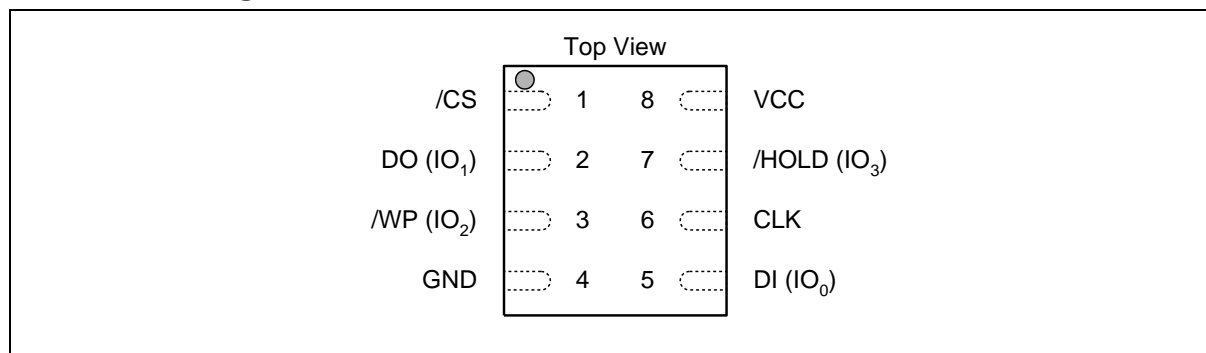 Top View
/CS 1 8 VCC
DO (IO₁) 2 7 /HOLD (IO₃)
/WP (IO₂) 3 6 CLK
GND 4 5 DI (IO₀)